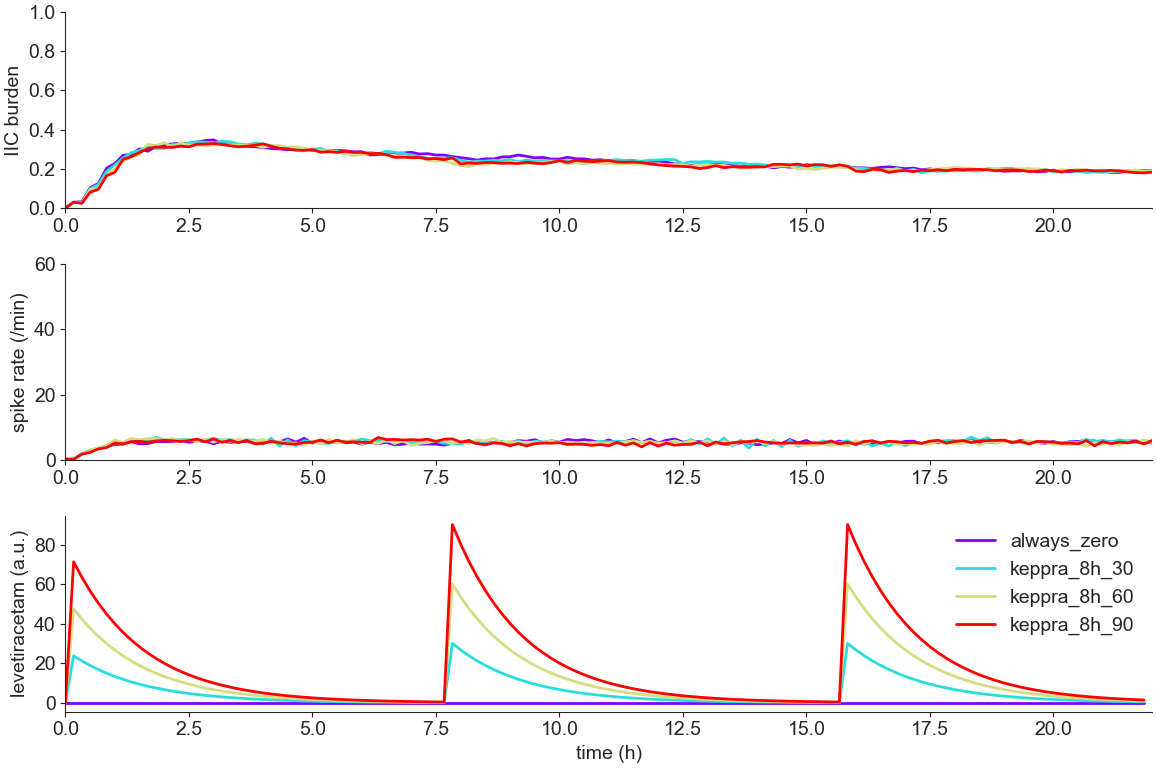 IIC burden
1.0
0.8
0.6
0.4
0.2
0.0
0.0 2.5 5.0 7.5 10.0 12.5 15.0 17.5 20.0
spike rate (/min)
60
40
20
0
0.0 2.5 5.0 7.5 10.0 12.5 15.0 17.5 20.0
levetiracetam (a.u.)
80
60
40
20
0
always_zero
keppra_8h_30
keppra_8h_60
keppra_8h_90
0.0 2.5 5.0 7.5 10.0 12.5 15.0 17.5 20.0
time (h)